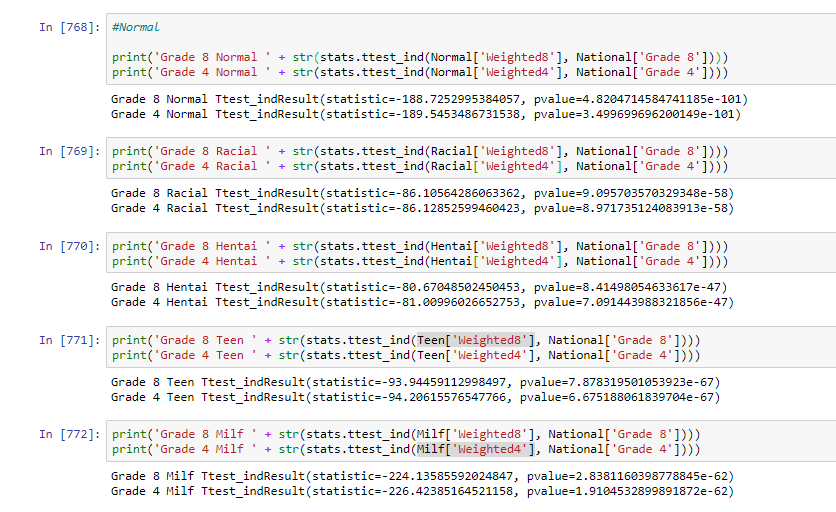 In [768]: #Normal
print('Grade 8 Normal ' + str(stats.ttest_ind(Normal['Weighted8'], National['Grade 8'])))
print('Grade 4 Normal ' + str(stats.ttest_ind(Normal['Weighted4'], National['Grade 4'])))
Grade 8 Normal Ttest_indResult(statistic=-188.7252995384057, pvalue=4.8204714584741185e-101)
Grade 4 Normal Ttest_indResult(statistic=-189.5453486731538, pvalue=3.499699696200149e-101)
In [769]: print('Grade 8 Racial ' + str(stats.ttest_ind(Racial['Weighted8'], National['Grade 8'])))
print('Grade 4 Racial ' + str(stats.ttest_ind(Racial['Weighted4'], National['Grade 4'])))
Grade 8 Racial Ttest_indResult(statistic=-86.10564286063362, pvalue=9.095703570329348e-58)
Grade 4 Racial Ttest_indResult(statistic=-86.12852599460423, pvalue=8.971735124083913e-58)
In [770]: print('Grade 8 Hentai ' + str(stats.ttest_ind(Hentai['Weighted8'], National['Grade 8'])))
print('Grade 4 Hentai ' + str(stats.ttest_ind(Hentai['Weighted4'], National['Grade 4'])))
Grade 8 Hentai Ttest_indResult(statistic=-80.67048502450453, pvalue=8.41498054633617e-47)
Grade 4 Hentai Ttest_indResult(statistic=-81.00996026652753, pvalue=7.091443988321856e-47)
In [771]: print('Grade 8 Teen ' + str(stats.ttest_ind(Teen['Weighted8'], National['Grade 8'])))
print('Grade 4 Teen ' + str(stats.ttest_ind(Teen['Weighted4'], National['Grade 4'])))
Grade 8 Teen Ttest_indResult(statistic=-93.94459112998497, pvalue=7.878319501053923e-67)
Grade 4 Teen Ttest_indResult(statistic=-94.20615576547766, pvalue=6.675188061839704e-67)
In [772]: print('Grade 8 Milf ' + str(stats.ttest_ind(Milf['Weighted8'], National['Grade 8'])))
print('Grade 4 Milf ' + str(stats.ttest_ind(Milf['Weighted4'], National['Grade 4'])))
Grade 8 Milf Ttest_indResult(statistic=-224.13585592024847, pvalue=2.8381160398778845e-62)
Grade 4 Milf Ttest_indResult(statistic=-226.42385164521158, pvalue=1.9104532899891872e-62)